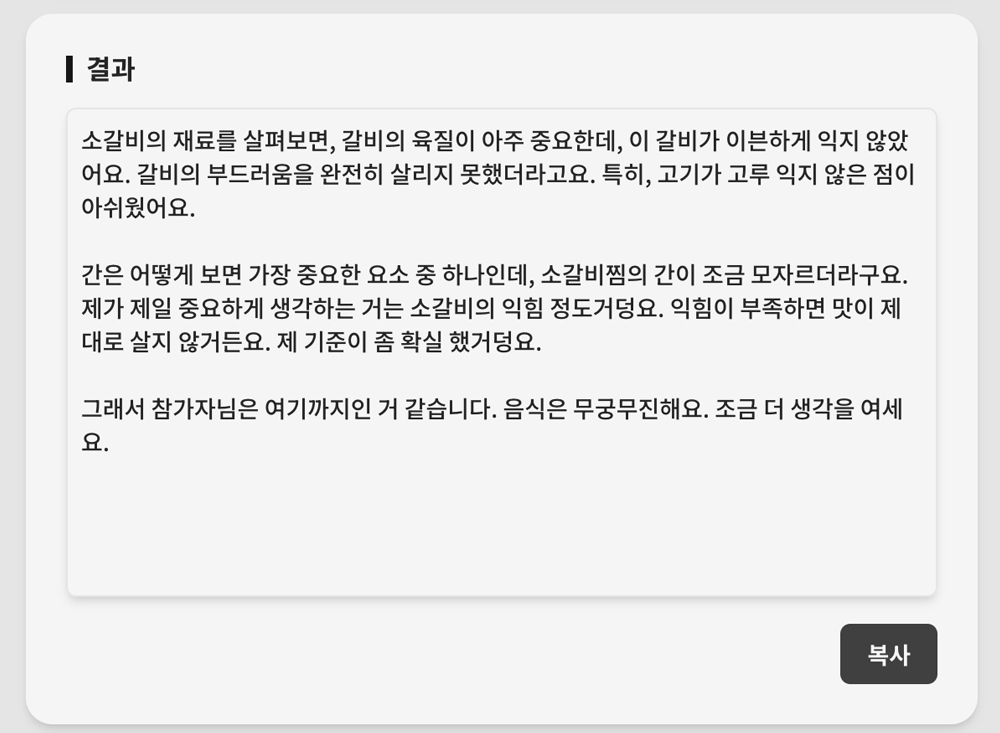 결과
소갈비의 재료를 살펴보면, 갈비의 육질이 아주 중요한데, 이 갈비가 이븐하게 익지 않았
어요. 갈비의 부드러움을 완전히 살리지 못했더라고요. 특히, 고기가 고루 익지 않은 점이
아쉬웠어요.
간은 어떻게 보면 가장 중요한 요소 중 하나인데, 소갈비찜의 간이 조금 모자르더라구요.
제가 제일 중요하게 생각하는 거는 소갈비의 익힘 정도거덩요. 익힘이 부족하면 맛이 제
대로 살지 않거든요. 제 기준이 좀 확실 했거덩요.
그래서 참가자님은 여기까지인 거 같습니다. 음식은 무궁무진해요. 조금 더 생각을 여세
요.
복사